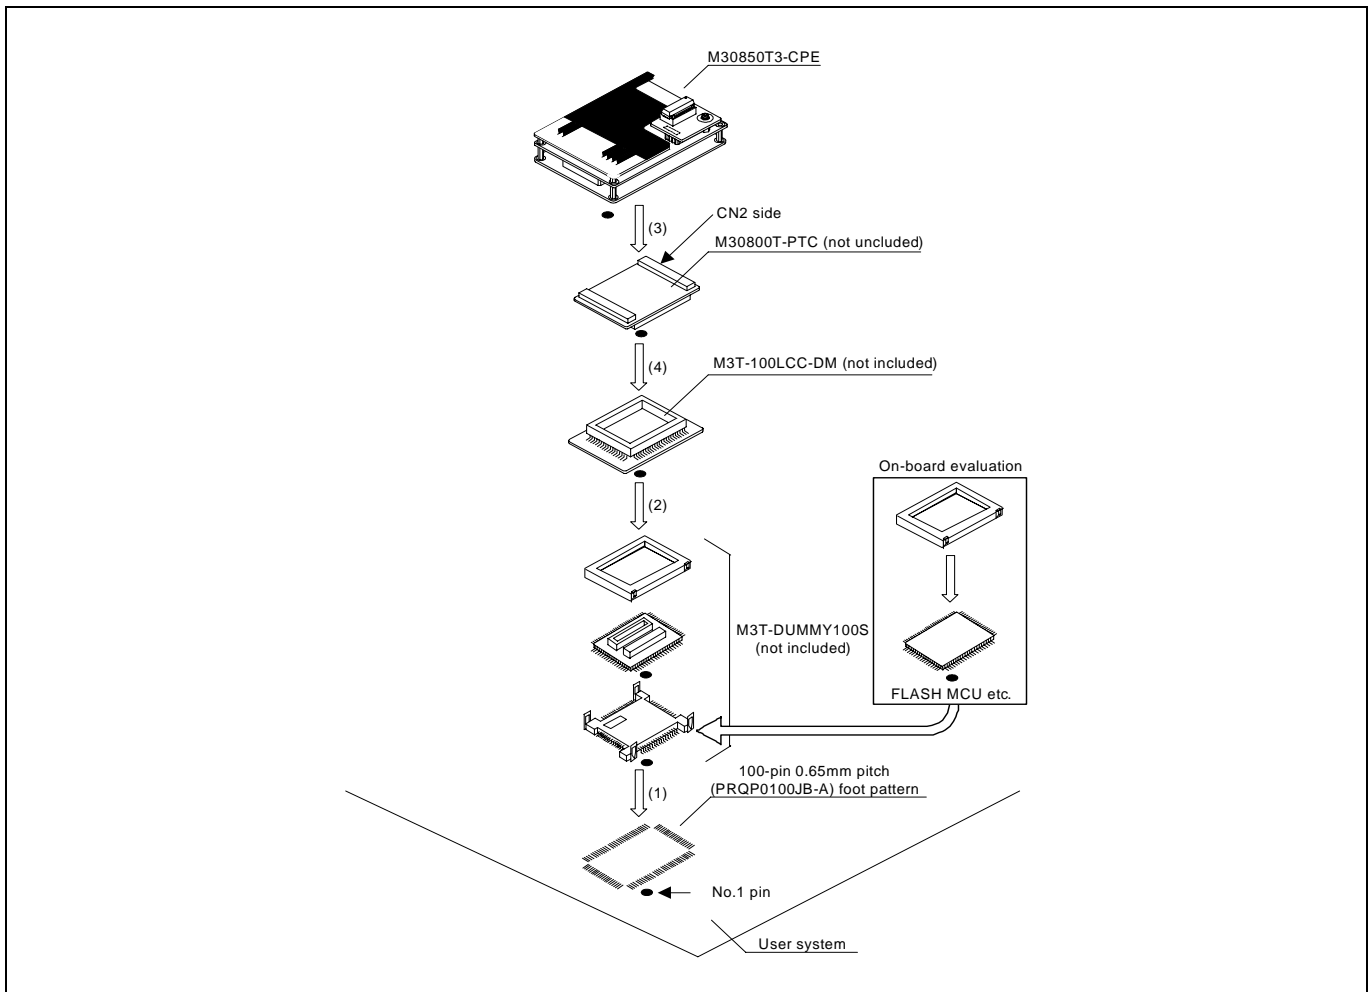 M30850T3-CPE
CN2 side
(3)
M30800T-PTC (not uncluded)
M3T-100LCC-DM (not included)
(4)
On-board evaluation
(2)
M3T-DUMMY100S
(not included)
FLASH MCU etc.
100-pin 0.65mm pitch
(PRQP0100JB-A) foot pattern
(1)
No.1 pin
User system